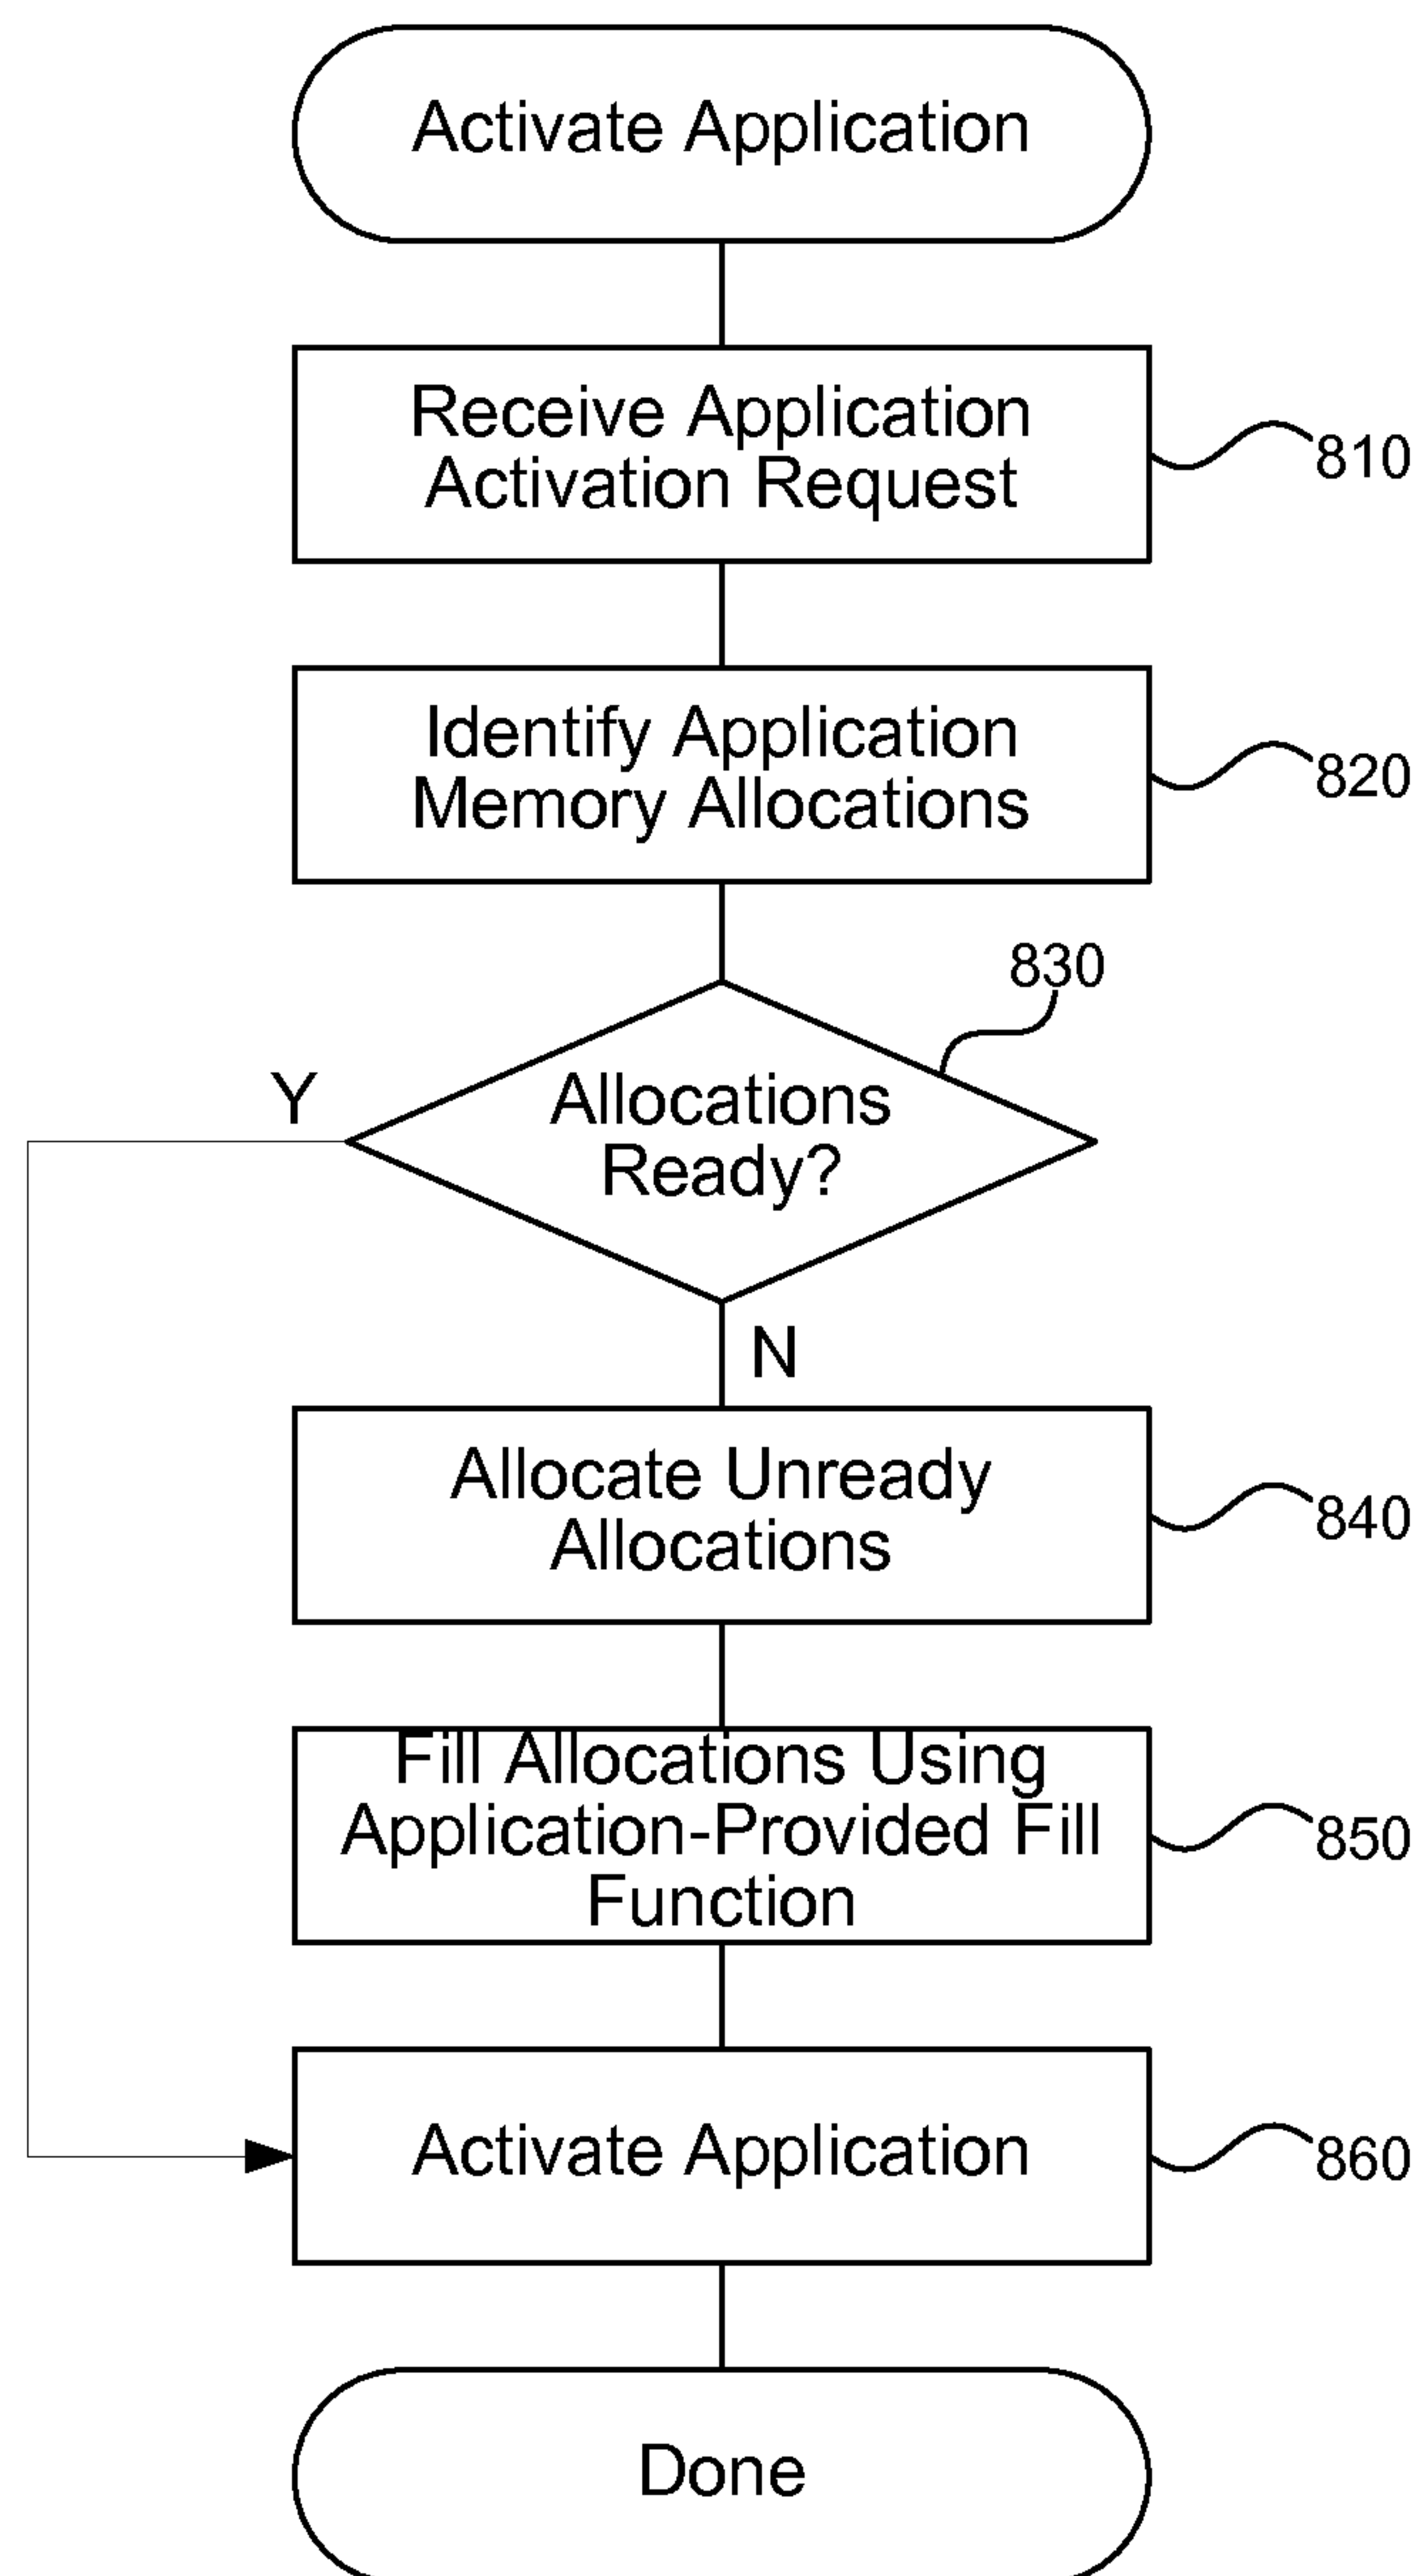 Activate Application
Receive Application
Activation Request
810
Identify Application
Memory Allocations
820
830
Y
Allocations
Ready?
N
Allocate Unready
Allocations
840
Fill Allocations Using
Application-Provided Fill
Function
850
Activate Application
860
Done